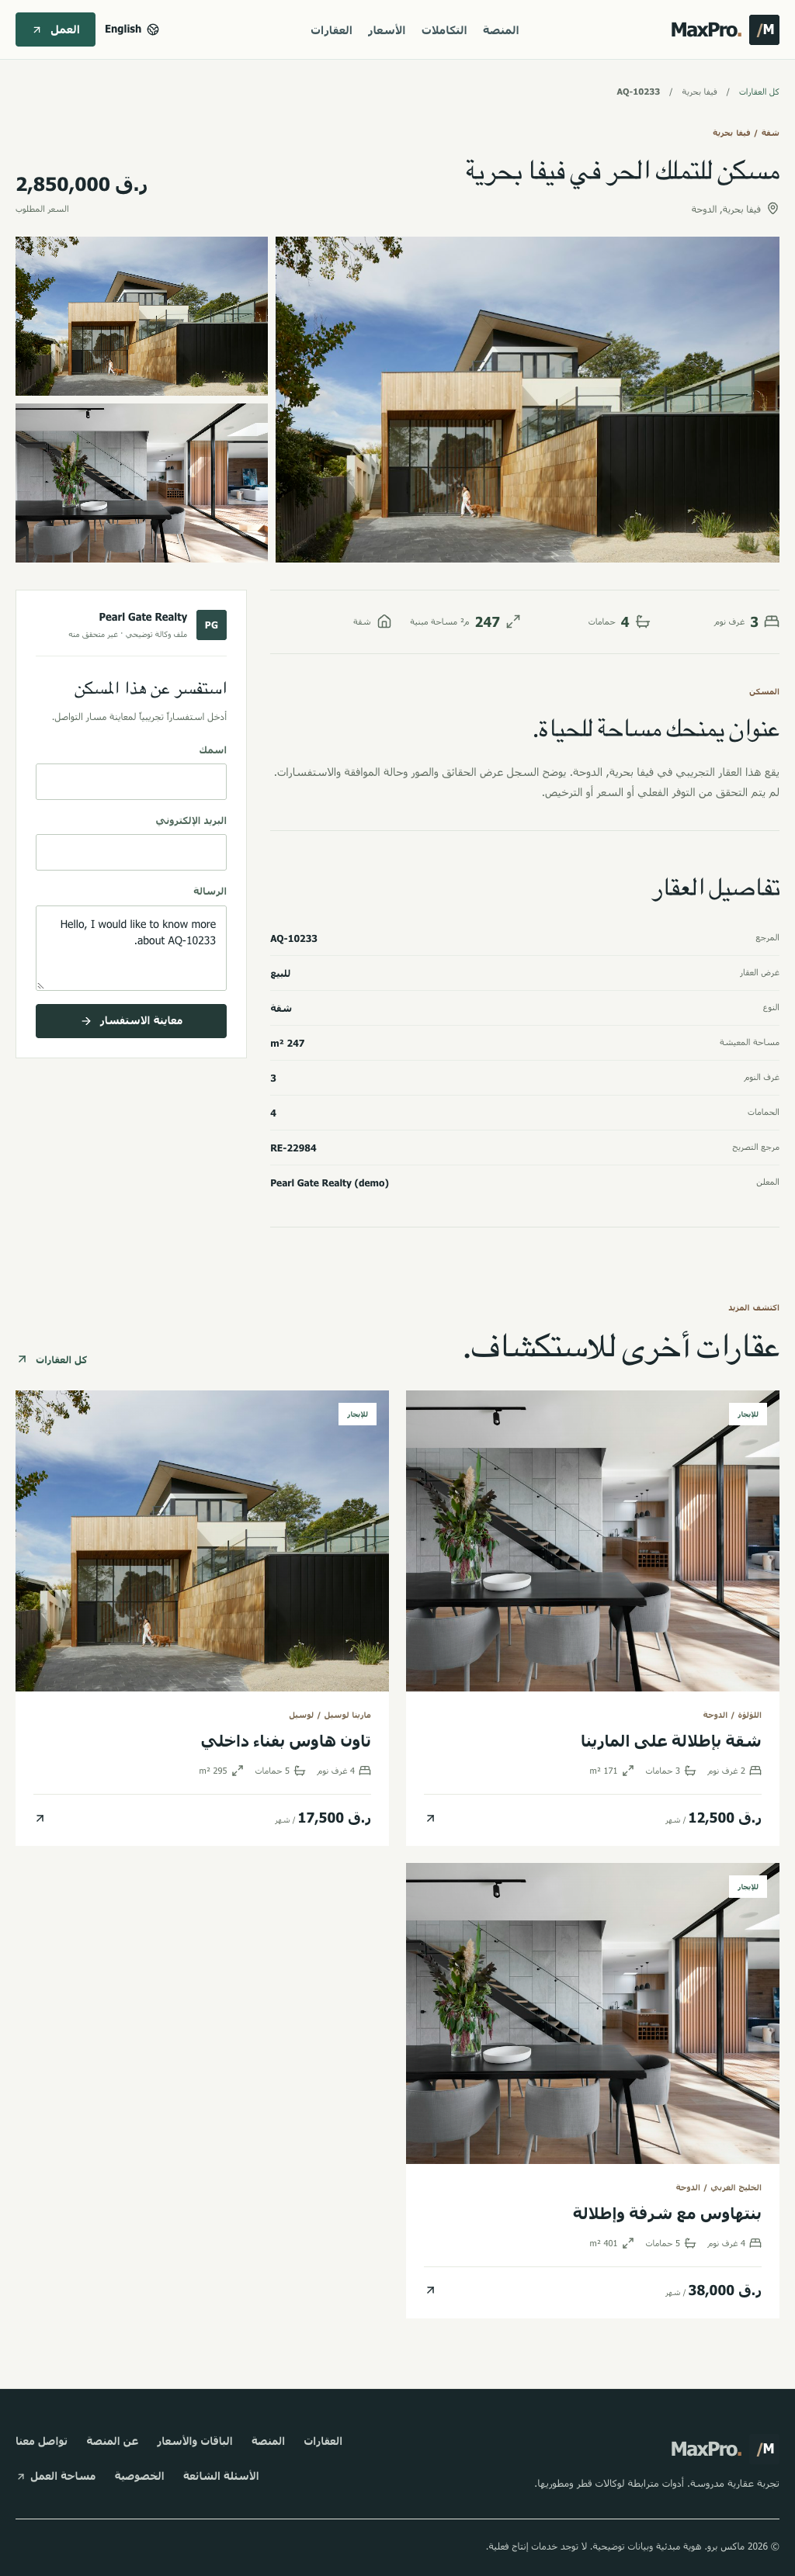 /M MaxPro.
المنصة التكاملات الأسعار العقارات
English
العمل
كل العقارات / فيفا بحرية / AQ-10233
شقة / فيفا بحرية
مسكن للتملك الحر في فيفا بحرية
فيفا بحرية, الدوحة
ر.ق 2,850,000
السعر المطلوب
3 غرف نوم
4 حمامات
247 م² مساحة مبنية
شقة
المسكن
عنوان يمنحك مساحة للحياة.
يقع هذا العقار التجريبي في فيفا بحرية, الدوحة. يوضح السجل عرض الحقائق والصور وحالة الموافقة والاستفسارات.
لم يتم التحقق من التوفر الفعلي أو السعر أو الترخيص.
تفاصيل العقار
المرجع AQ-10233
غرض العقار للبيع
النوع شقة
مساحة المعيشة 247 m²
غرف النوم 3
الحمامات 4
مرجع التصريح RE-22984
المعلن Pearl Gate Realty (demo)
PG
Pearl Gate Realty
ملف وكالة توضيحي · غير متحقق منه
استفسر عن هذا المسكن
أدخل استفساراً تجريبياً لمعاينة مسار التواصل.
اسمك
البريد الإلكتروني
الرسالة
Hello, I would like to know more
about AQ-10233.
معاينة الاستفسار
اكتشف المزيد
عقارات أخرى للاستكشاف.
كل العقارات
للإيجار
اللؤلؤة / الدوحة
شقة بإطلالة على المارينا
2 غرف نوم 3 حمامات 171 m²
ر.ق 12,500 / شهر
للإيجار
مارينا لوسيل / لوسيل
تاون هاوس بفناء داخلي
4 غرف نوم 5 حمامات 295 m²
ر.ق 17,500 / شهر
للإيجار
الخليج الغربي / الدوحة
بنتهاوس مع شرفة وإطلالة
4 غرف نوم 5 حمامات 401 m²
ر.ق 38,000 / شهر
/M MaxPro.
تجربة عقارية مدروسة. أدوات مترابطة لوكالات قطر ومطوريها.
العقارات المنصة الباقات والأسعار عن المنصة تواصل معنا
الأسئلة الشائعة الخصوصية مساحة العمل
© 2026 ماكس برو. هوية مبدئية وبيانات توضيحية. لا توجد خدمات إنتاج فعلية.